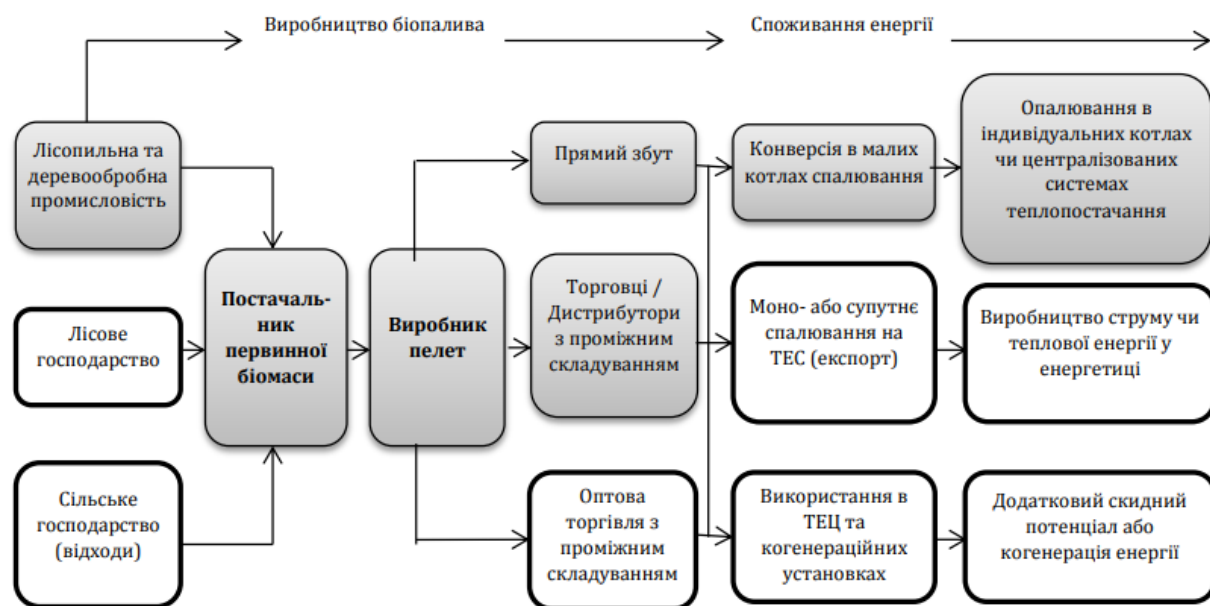 Виробництво біопалива
Споживання енергії
Лісопильна та
деревообробна
промисловість
Прямий збут
Конверсія в малих
котлах спалювання
Опалювання в
індивідуальних котлах
чи централізованих
системах
теплопостачання
Лісове
господарство
Постачаль-
ник
первинної
біомаси
Виробник
пелет
Торговці /
Дистрибутори
з проміжним
складуванням
Моно- або супутнє
спалювання на
ТЕС (експорт)
Виробництво струму чи
теплової енергії у
енергетиці
Сільське
господарство
(відходи)
Оптова
торгівля з
проміжним
складуванням
Використання в
ТЕЦ та
когенераційних
установках
Додатковий скидний
потенціал або
когенерація енергії